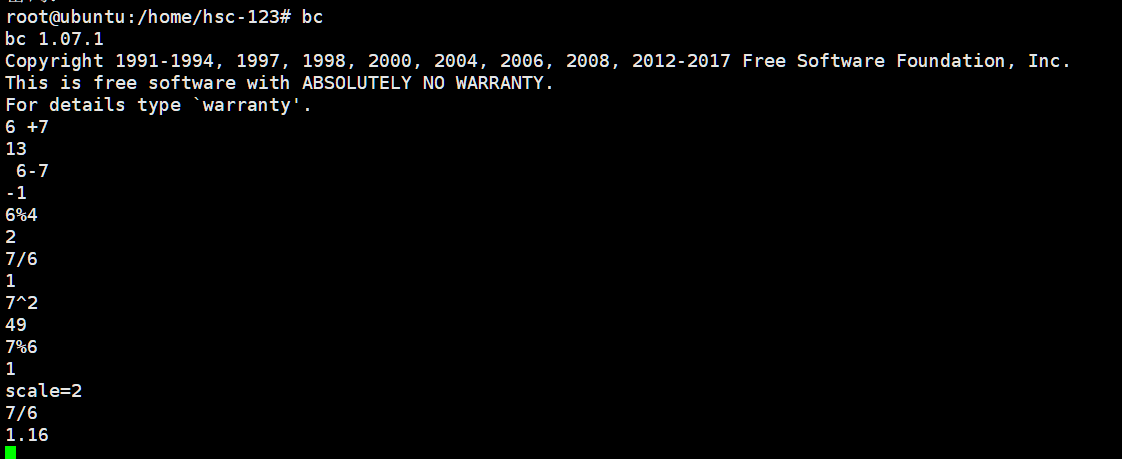 root@ubuntu:/home/hsc-123# bc
bc 1.07.1
Copyright 1991-1994, 1997, 1998, 2000, 2004, 2006, 2008, 2012-2017 Free Software Foundation, Inc.
This is free software with ABSOLUTELY NO WARRANTY.
For details type `warranty'.
6 +7
13
 6-7
-1
6%4
2
7/6
1
7^2
49
7%6
1
scale=2
7/6
1.16